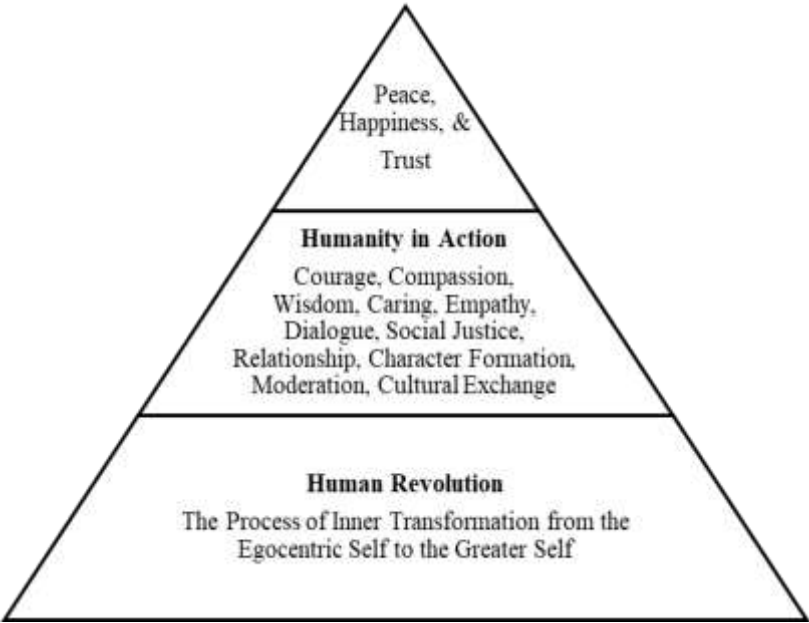 Peace,
Happiness, &
Trust
Humanity in Action
Courage, Compassion,
Wisdom, Caring, Empathy,
Dialogue, Social Justice,
Relationship, Character Formation,
Moderation, Cultural Exchange
Human Revolution
The Process of Inner Transformation from the
Egocentric Self to the Greater Self